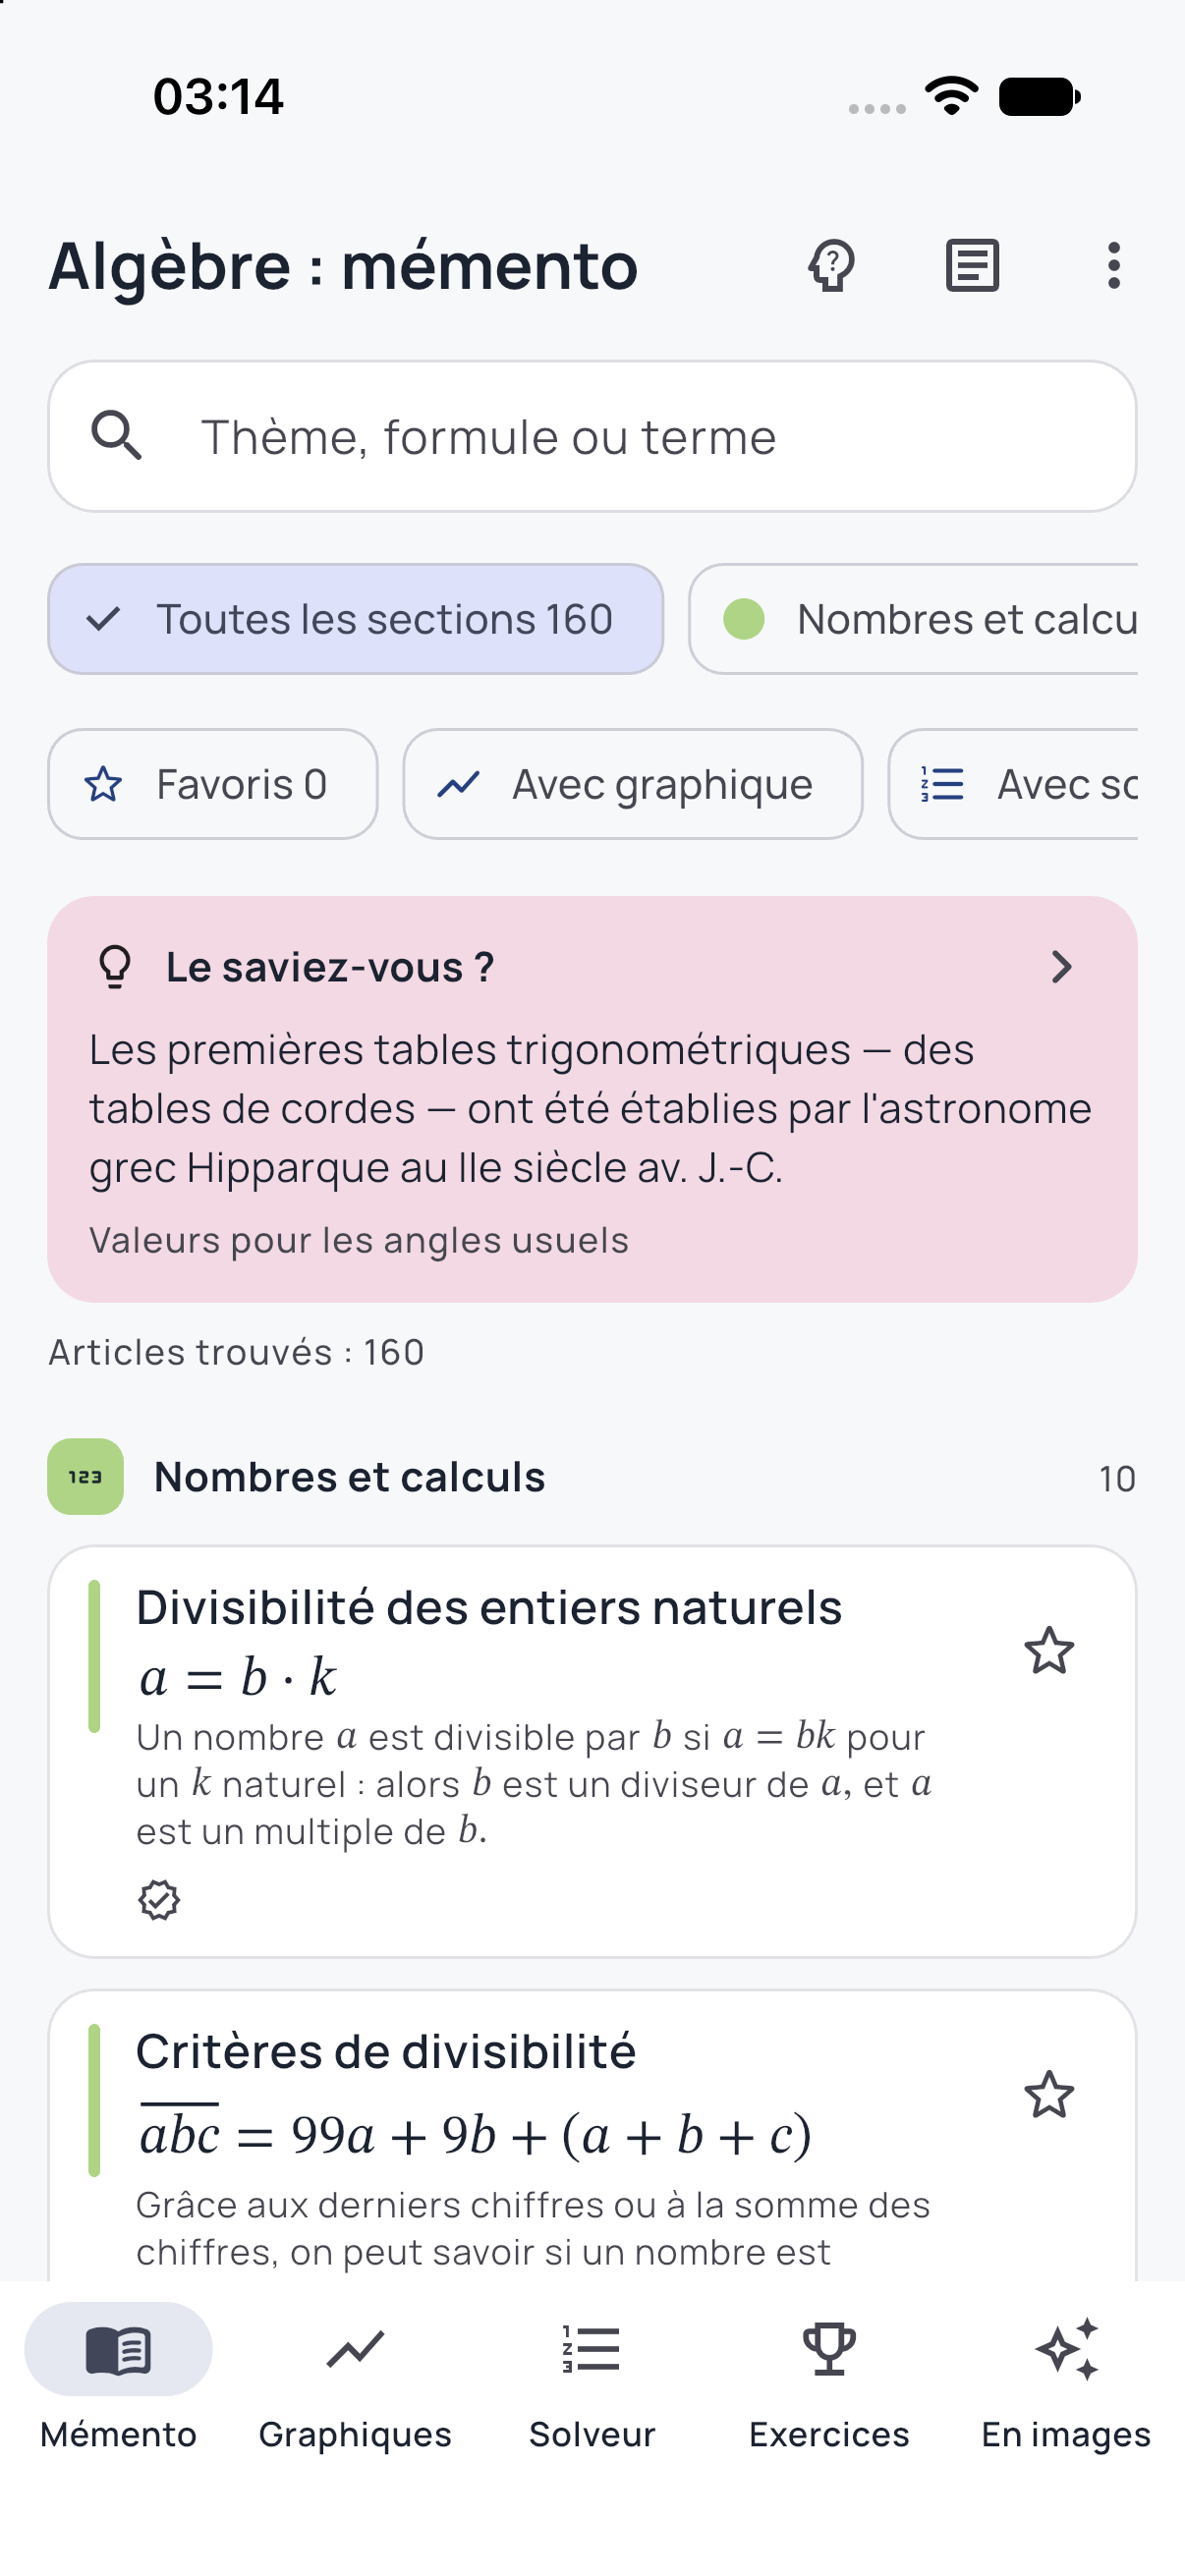 03:14
Algèbre : mémento
Thème, formule ou terme
Toutes les sections 160
Nombres et calcu
Favoris 0
Avec graphique
Avec sc
Le saviez-vous ?
Les premières tables trigonométriques — des
tables de cordes — ont été établies par l'astronome
grec Hipparque au IIe siècle av. J.-C.
Valeurs pour les angles usuels
Articles trouvés : 160
123 Nombres et calculs 10
Divisibilité des entiers naturels
a = b · k
Un nombre a est divisible par b si a = bk pour
un k naturel : alors b est un diviseur de a, et a
est un multiple de b.
Critères de divisibilité
a̅b̅c̅ = 99a + 9b + (a + b + c)
Grâce aux derniers chiffres ou à la somme des
chiffres, on peut savoir si un nombre est
Mémento
Graphiques
Solveur
Exercices
En images